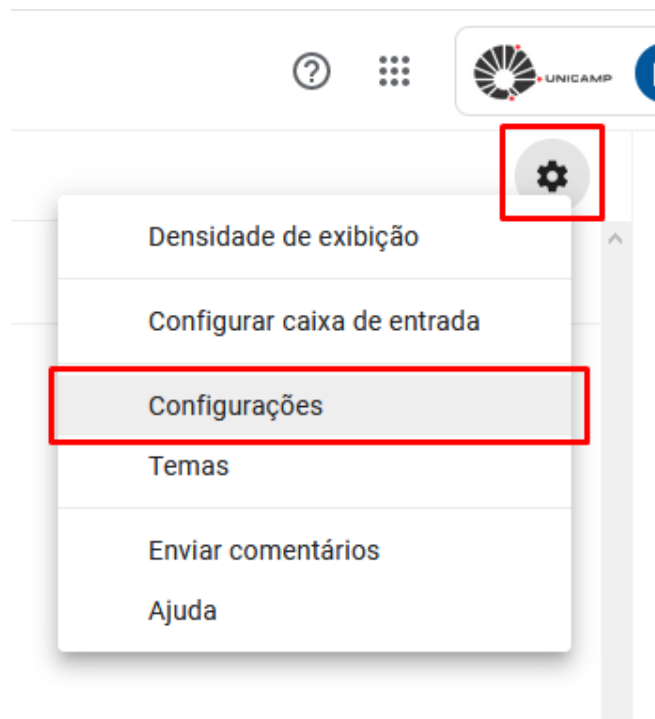 UNICAMP
Densidade de exibição
Configurar caixa de entrada
Configurações
Temas
Enviar comentários
Ajuda